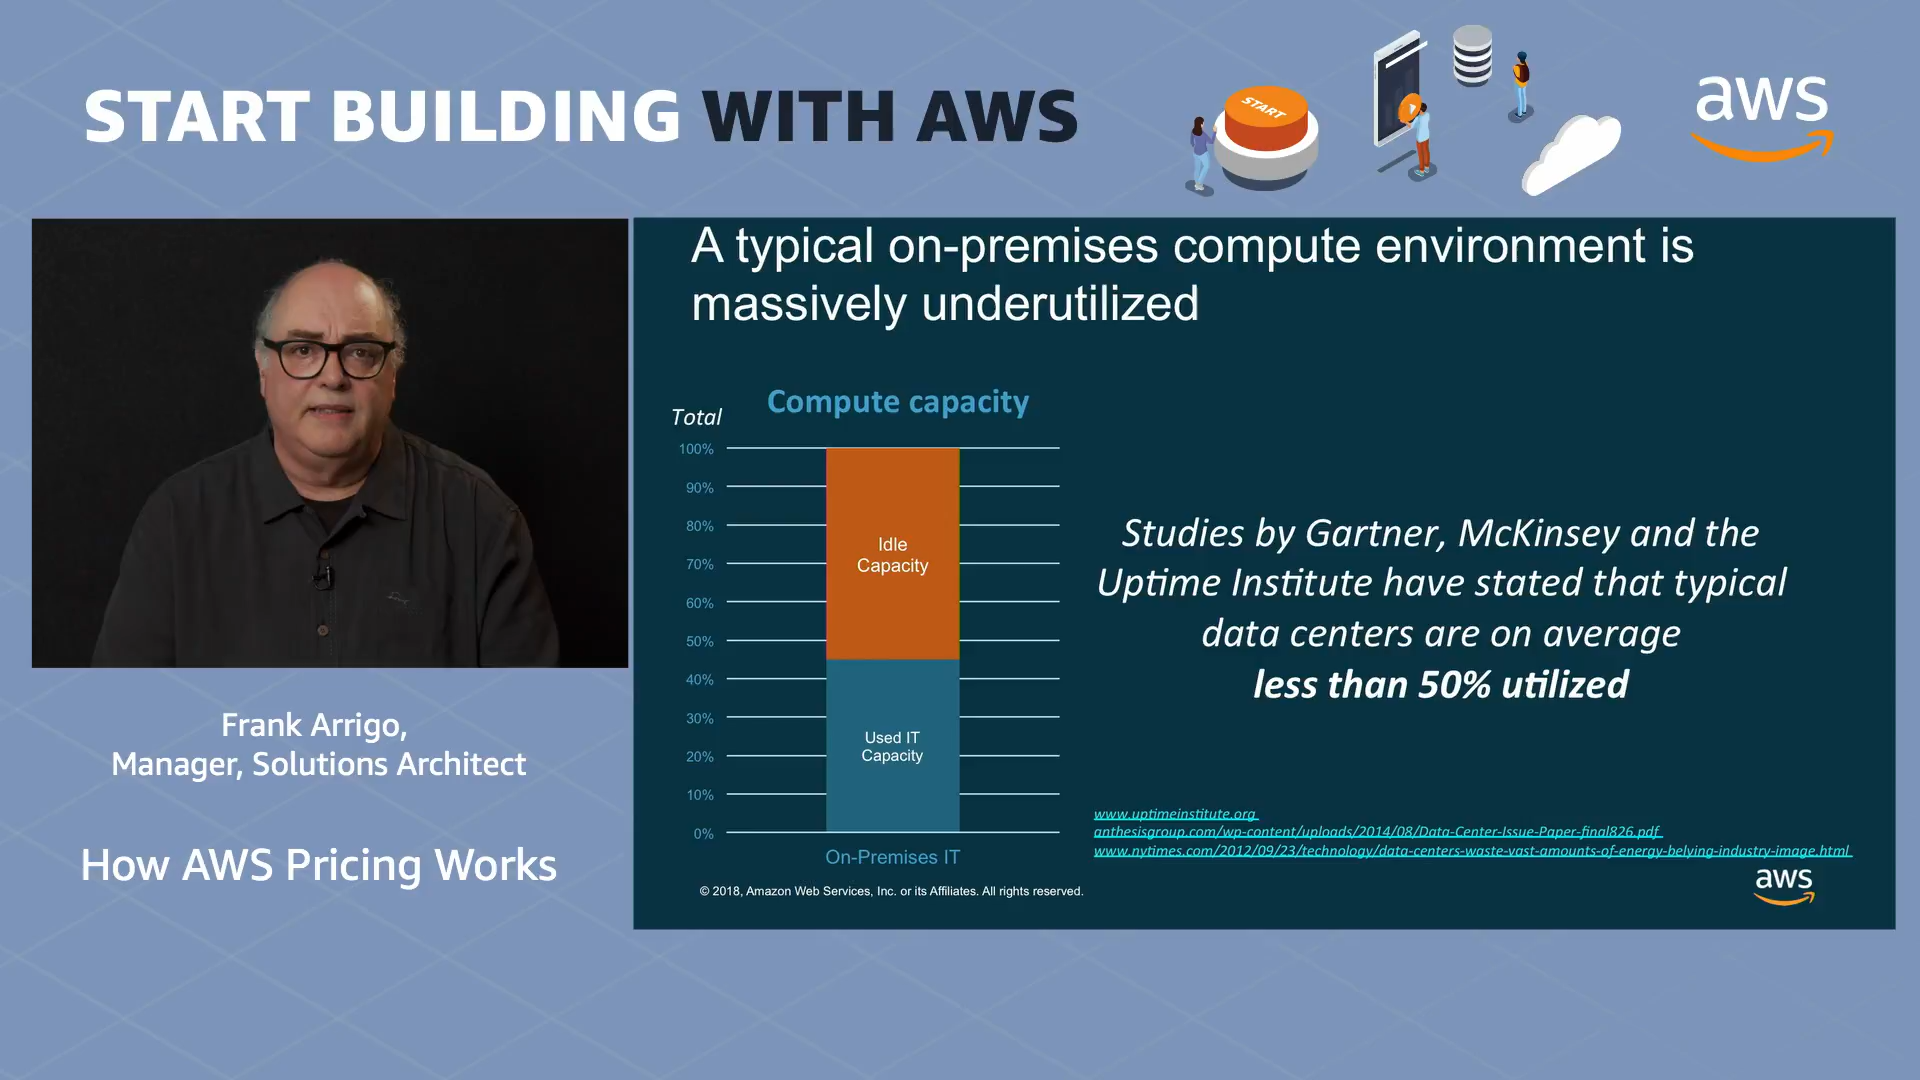 START BUILDING WITH AWS
START
aws
A typical on-premises compute environment is
massively underutilized
Compute capacity
Total
100%
90%
80%
70%
60%
50%
40%
30%
20%
10%
0%
Idle
Capacity
Used IT
Capacity
On-Premises IT
Studies by Gartner, McKinsey and the
Uptime Institute have stated that typical
data centers are on average
less than 50% utilized
www.uptimeinstitute.org
anthesisgroup.com/wp-content/uploads/2014/08/Data-Center-Issue-Paper-final826.pdf
www.nytimes.com/2012/09/23/technology/data-centers-waste-vast-amounts-of-energy-belying-industry-image.html
© 2018, Amazon Web Services, Inc. or its Affiliates. All rights reserved.
aws
Frank Arrigo,
Manager, Solutions Architect
How AWS Pricing Works